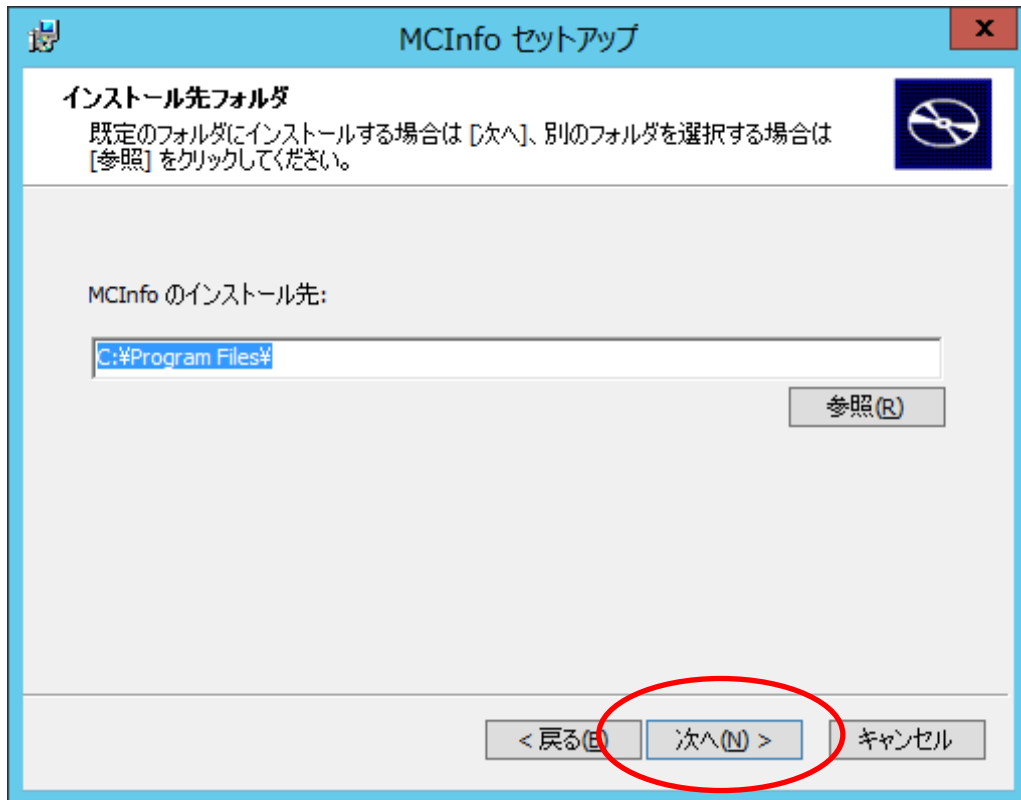 MCInfo セットアップ
x
インストール先フォルダ
既定のフォルダにインストールする場合は [次へ]、別のフォルダを選択する場合は
[参照] をクリックしてください。
MCInfo のインストール先:
C:¥Program Files¥
参照(R)
< 戻る(B) 次へ(N) > キャンセル